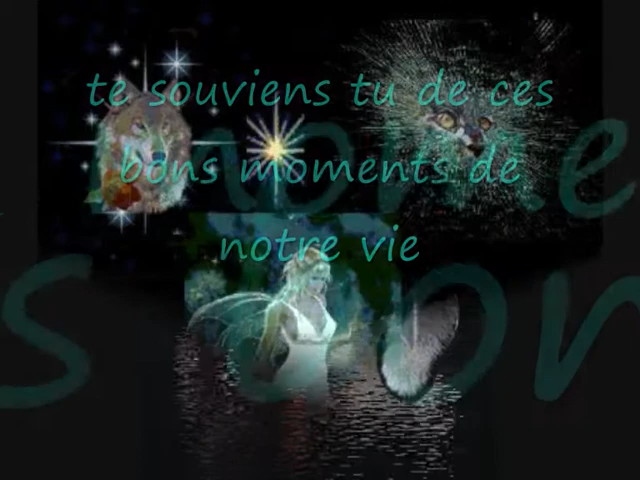 te souviens tu de ces
bons moments de
notre vie